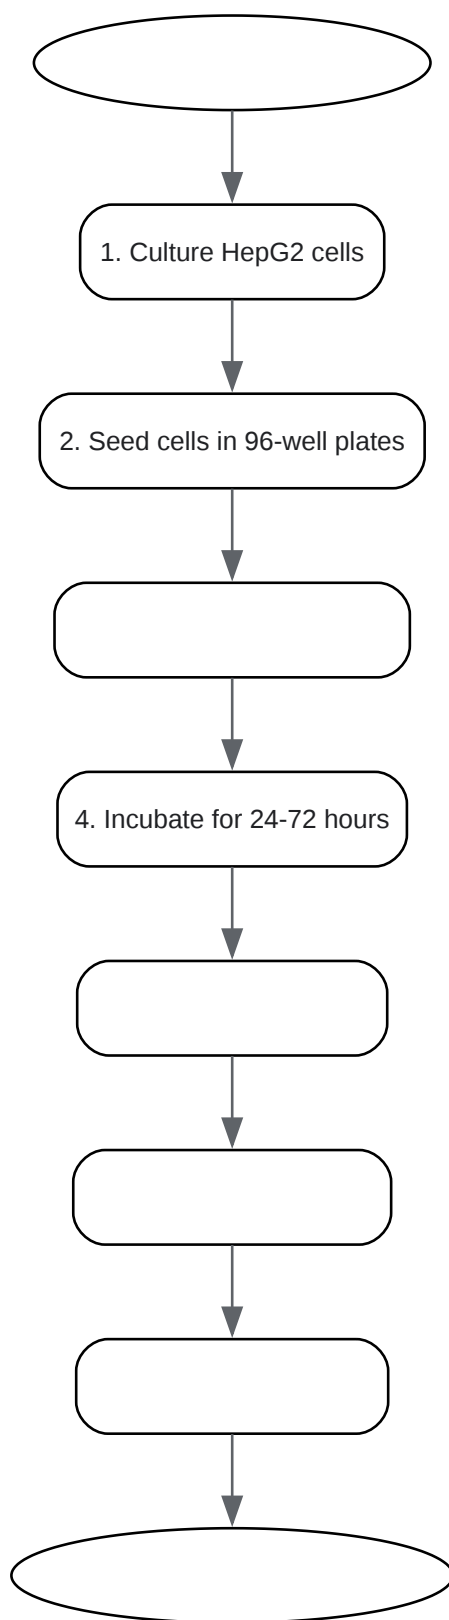 1. Culture HepG2 cells
2. Seed cells in 96-well plates
4. Incubate for 24-72 hours